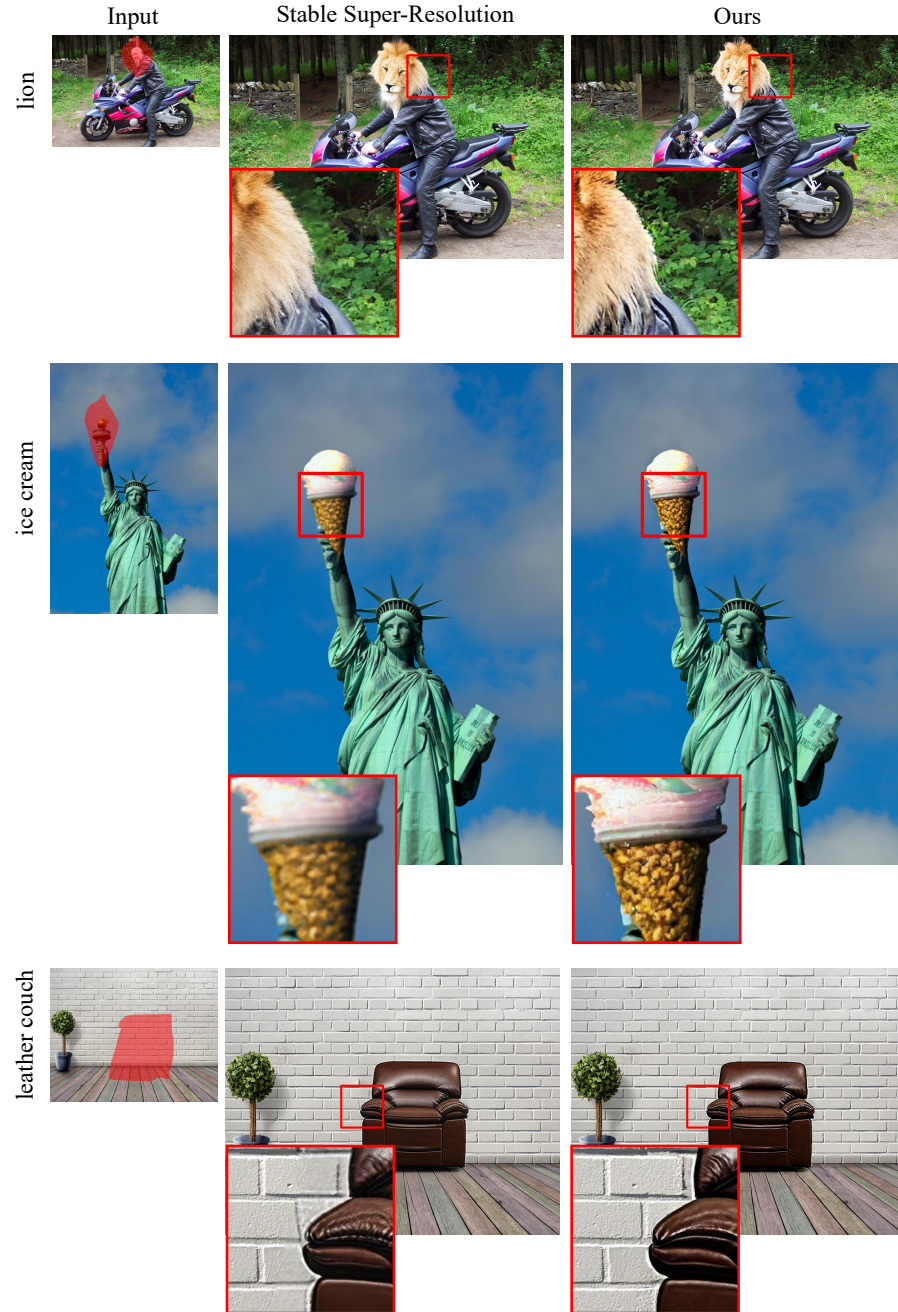 Input
Stable Super-Resolution
Ours
lion
ice cream
leather couch